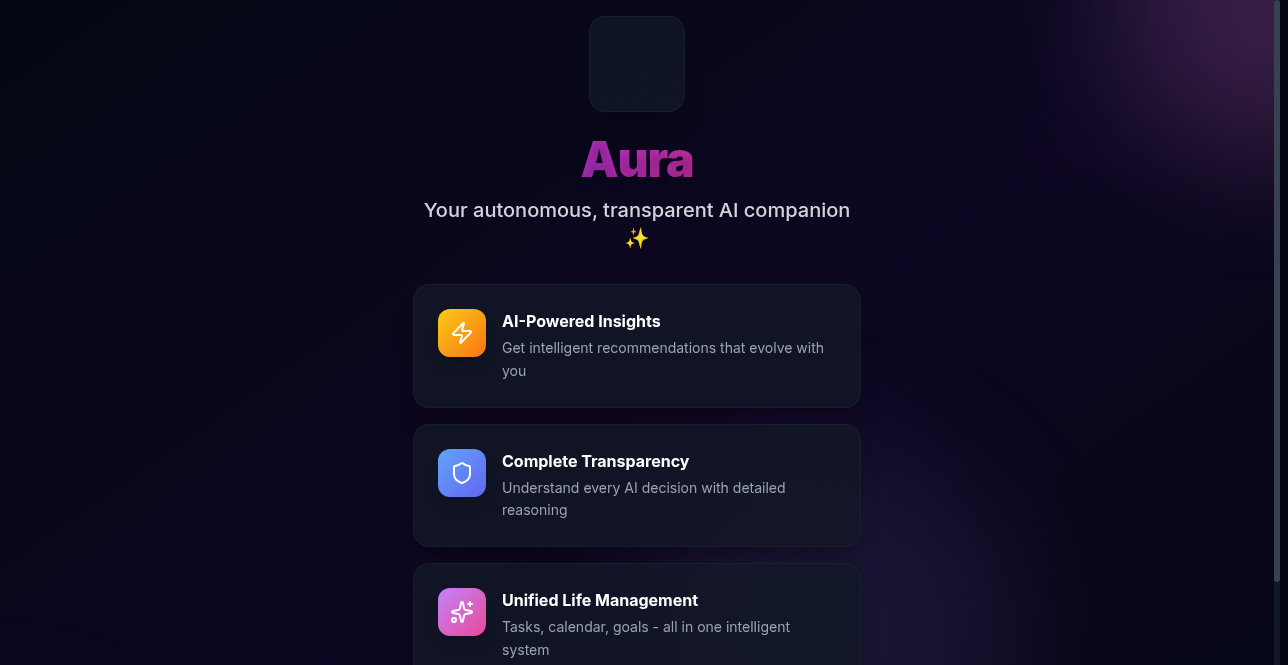 Aura
Your autonomous, transparent AI companion
✨
AI-Powered Insights
Get intelligent recommendations that evolve with
you
Complete Transparency
Understand every AI decision with detailed
reasoning
Unified Life Management
Tasks, calendar, goals - all in one intelligent
system